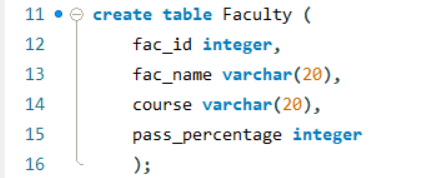 11 create table Faculty (
12 fac_id integer,
13 fac_name varchar(20),
14 course varchar(20),
15 pass_percentage integer
16 );